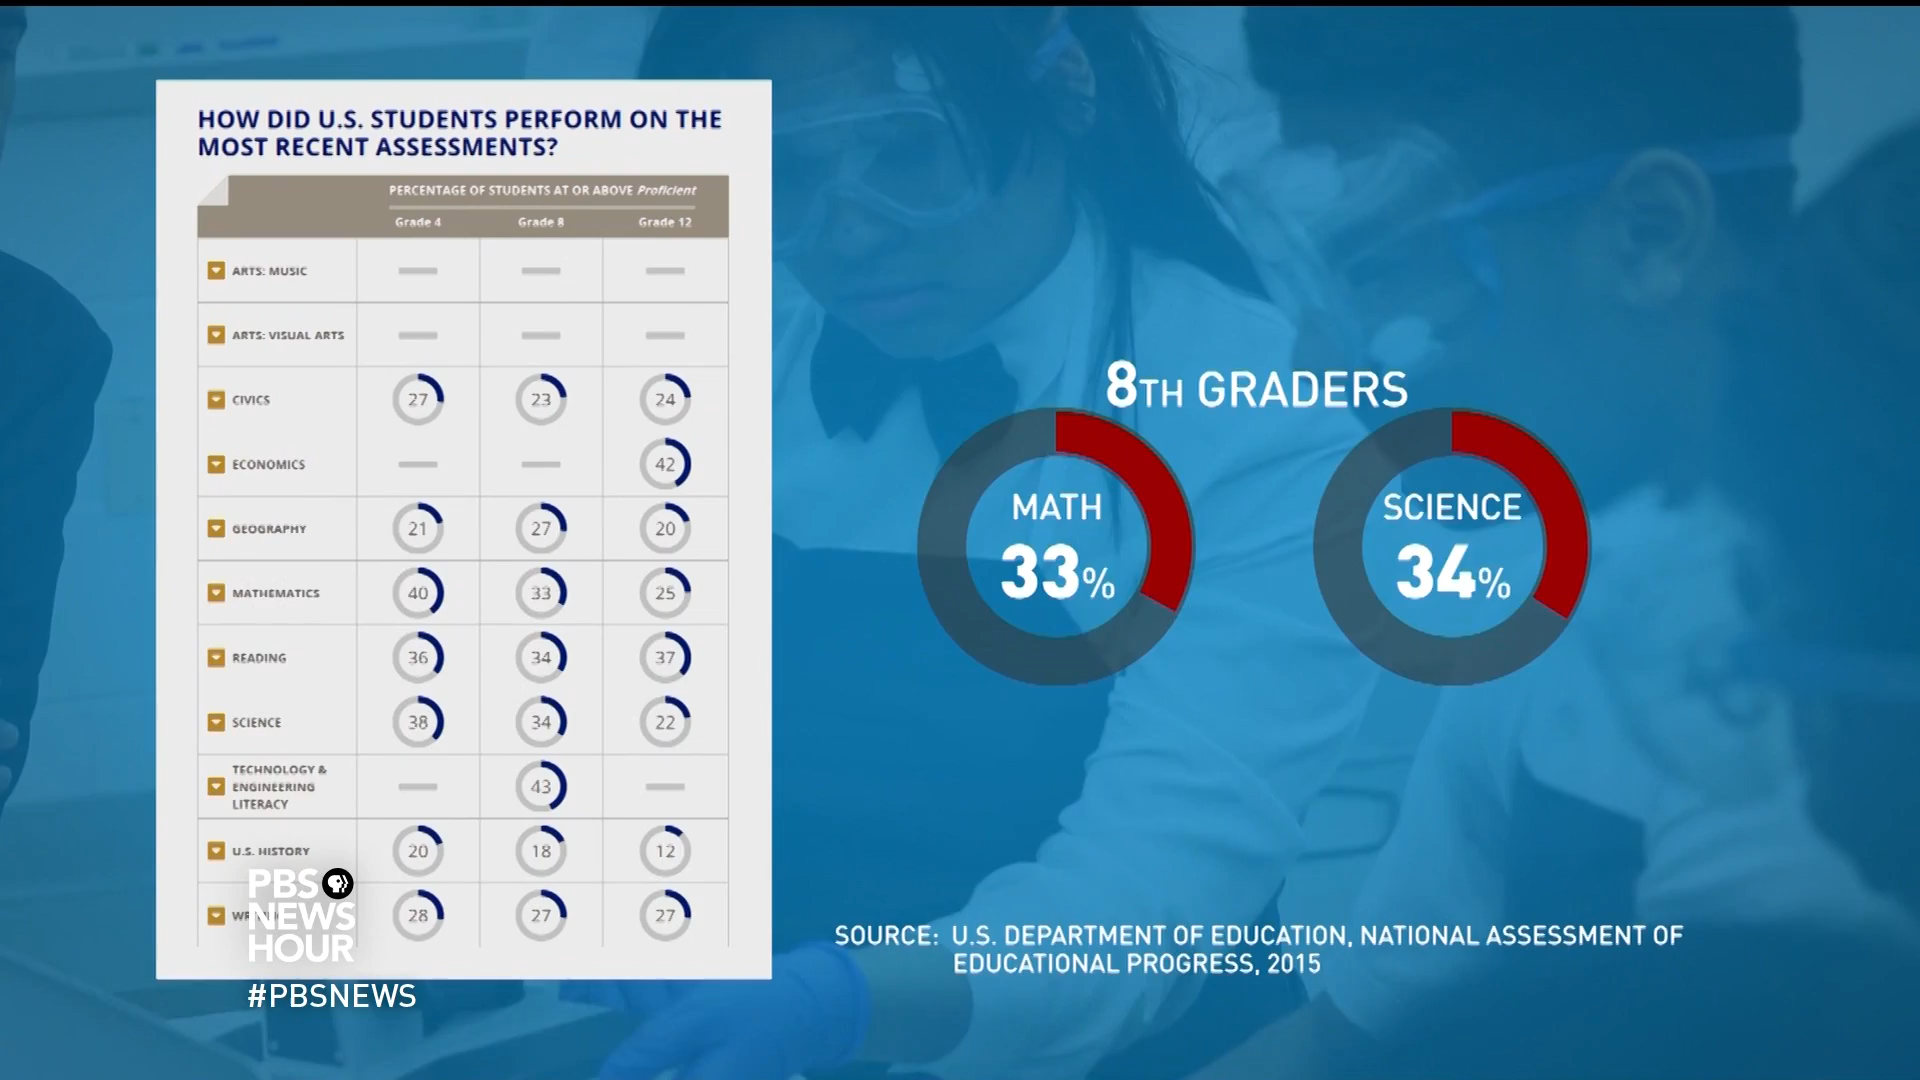 HOW DID U.S. STUDENTS PERFORM ON THE
MOST RECENT ASSESSMENTS?
PERCENTAGE OF STUDENTS AT OR ABOVE Proficient
Grade 4 Grade 8 Grade 12
ARTS: MUSIC
ARTS: VISUAL ARTS
CIVICS 27 23 24
ECONOMICS 42
GEOGRAPHY 21 27 20
MATHEMATICS 40 33 25
READING 36 34 37
SCIENCE 38 34 22
TECHNOLOGY &
ENGINEERING 43
LITERACY
U.S. HISTORY 20 18 12
28 27 27
PBS
NEWS
HOUR
#PBSNEWS
8TH GRADERS
MATH
33%
SCIENCE
34%
SOURCE: U.S. DEPARTMENT OF EDUCATION, NATIONAL ASSESSMENT OF
EDUCATIONAL PROGRESS, 2015